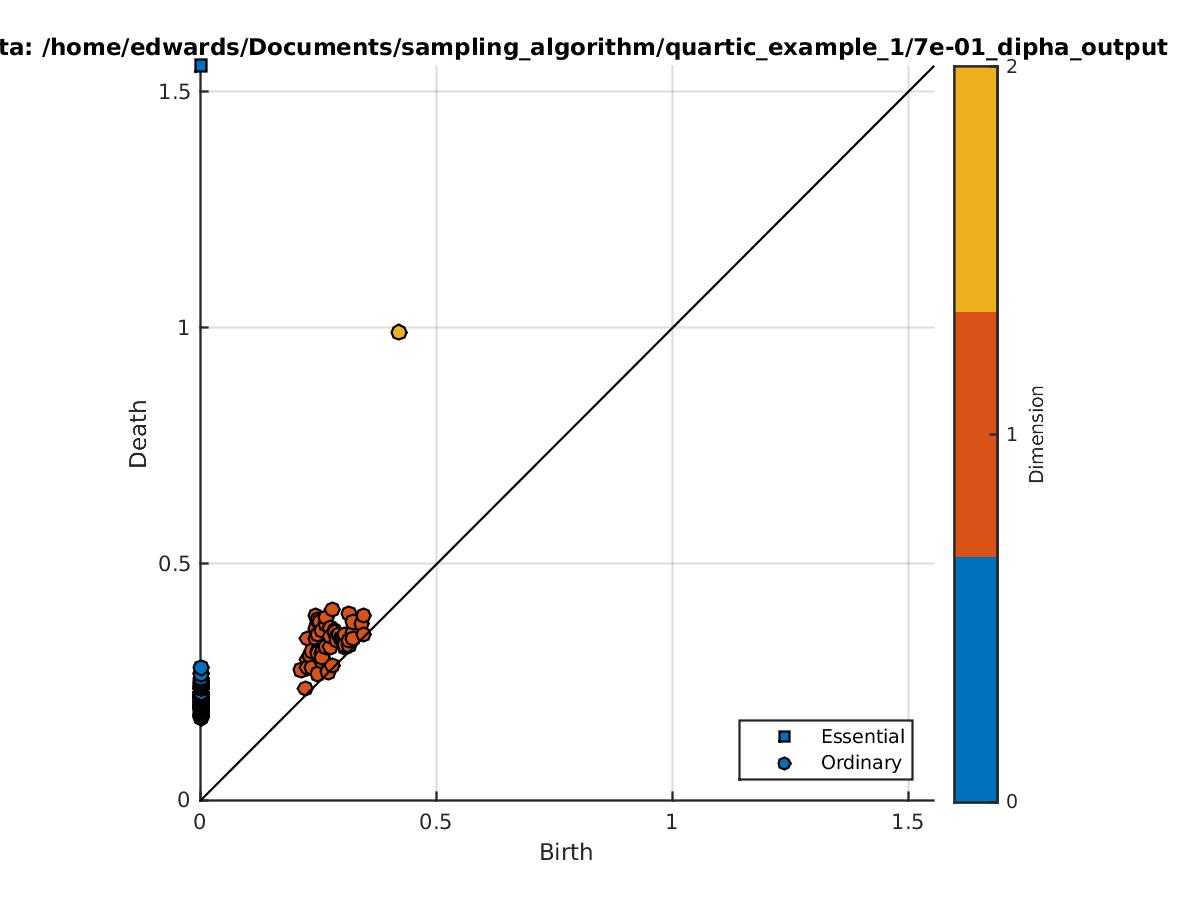 ta: /home/edwards/Documents/sampling_algorithm/quartic_example_1/7e-01_dipha_output
1.5
1
0.5
0
0
0.5
1
1.5
Death
Birth
Essential
Ordinary
2
1
0
Dimension